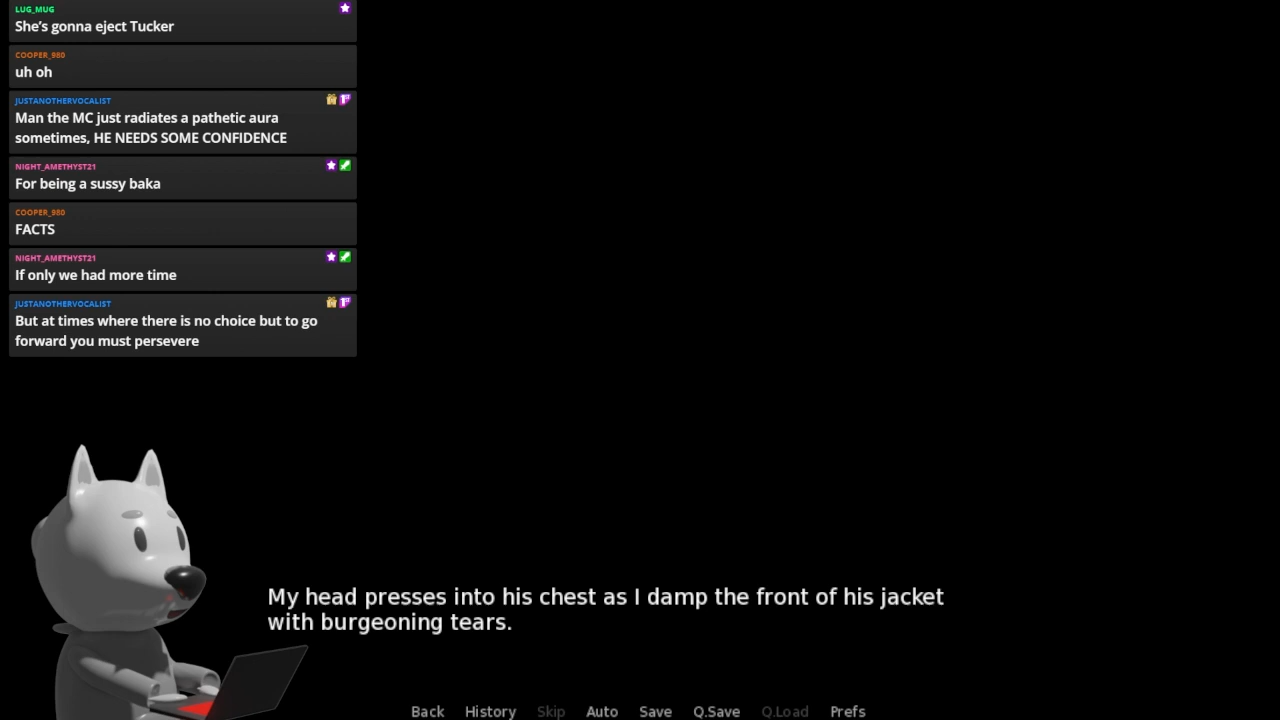 LUG_MUG
She's gonna eject Tucker
COOPER_980
uh oh
JUSTANOTHERVOCALIST
Man the MC just radiates a pathetic aura
sometimes, HE NEEDS SOME CONFIDENCE
NIGHT_AMETHYST21
For being a sussy baka
COOPER_980
FACTS
NIGHT_AMETHYST21
If only we had more time
JUSTANOTHERVOCALIST
But at times where there is no choice but to go
forward you must persevere
My head presses into his chest as I damp the front of his jacket
with burgeoning tears.
Back History Skip Auto Save Q.Save Q.Load Prefs